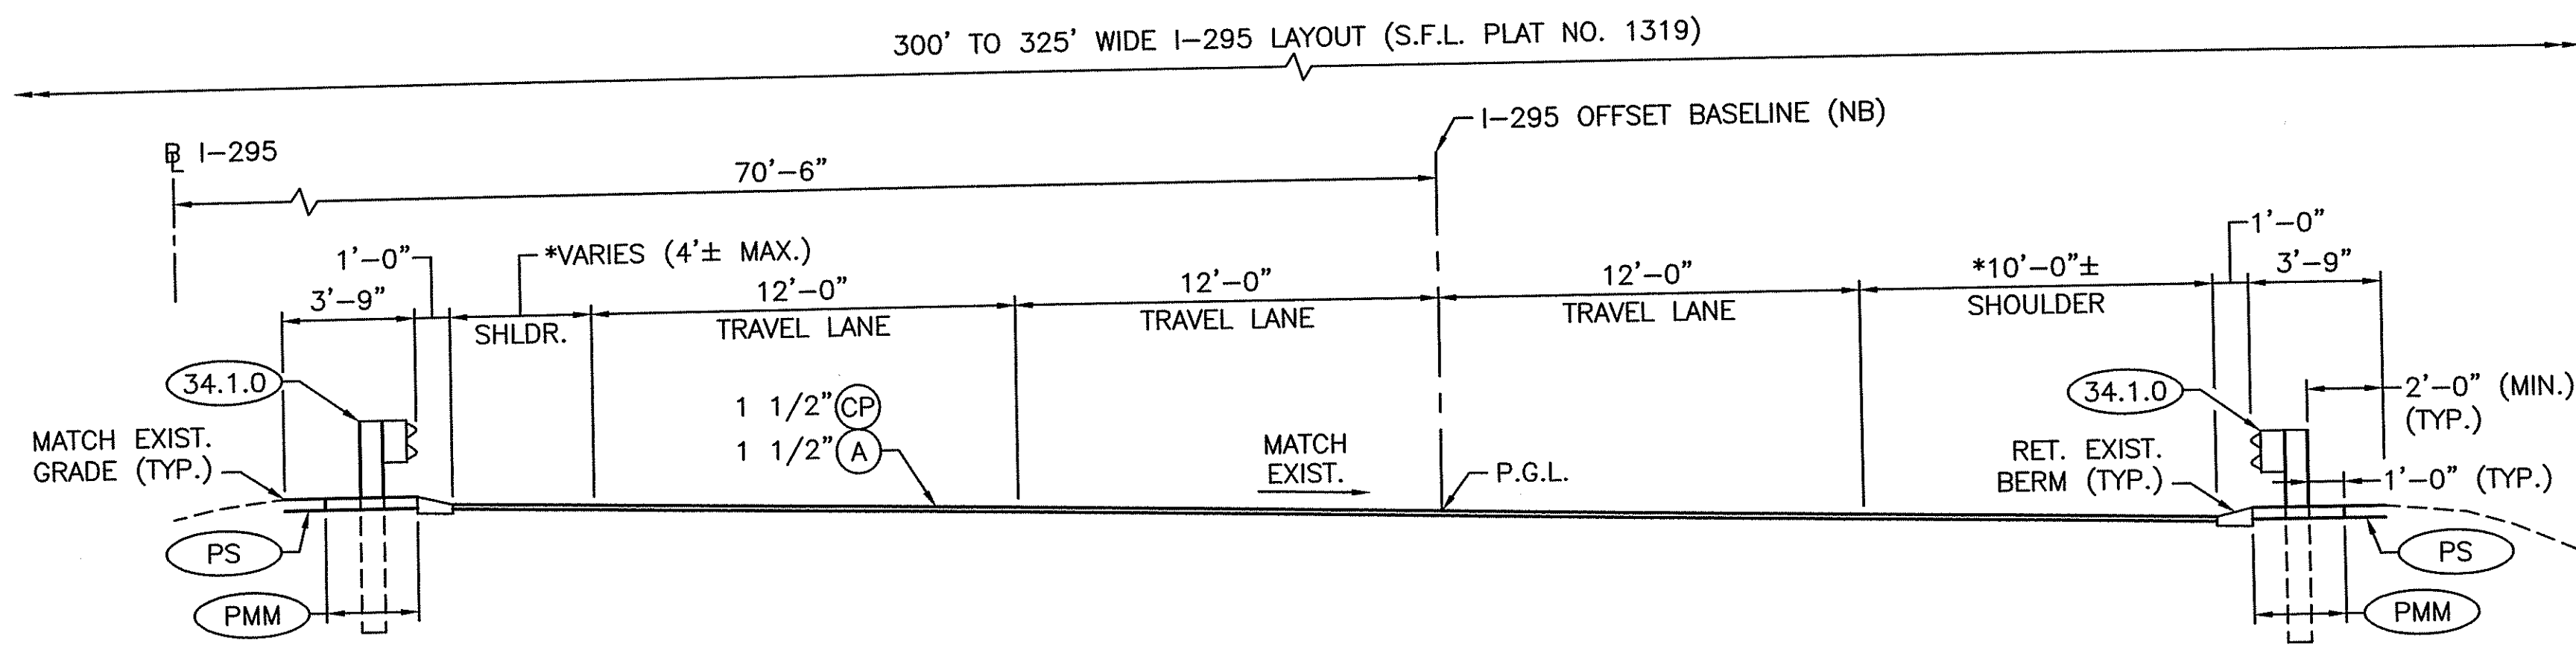 300' TO 325' WIDE I-295 LAYOUT (S.F.L. PLAT NO. 1319)
I-295 OFFSET BASELINE (NB)
BL I-295
70'-6"
1'-0"
*VARIES (4'± MAX.)
1'-0"
3'-9"
12'-0"
12'-0"
12'-0"
*10'-0"±
3'-9"
SHLDR.
TRAVEL LANE
TRAVEL LANE
TRAVEL LANE
SHOULDER
34.1.0
1 1/2" CP
1 1/2" A
34.1.0
2'-0" (MIN.)
(TYP.)
MATCH EXIST.
GRADE (TYP.)
MATCH
EXIST.
P.G.L.
RET. EXIST.
BERM (TYP.)
1'-0" (TYP.)
PS
PS
PMM
PMM